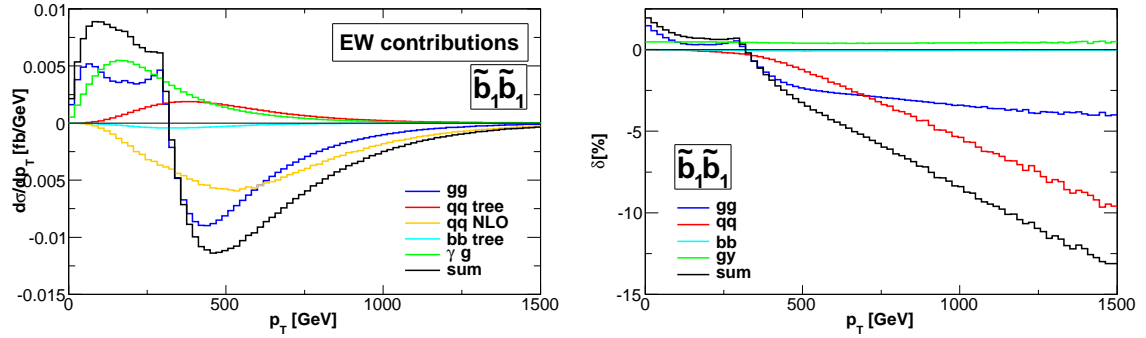 0.01
0.005
0
0.005
-0.01
-0.015
dσ/dp_T [fb/GeV]
EW contributions
b̃₁b̃₁
gg
qq tree
qq NLO
bb tree
γ g
sum
0 500 1000 1500
p_T [GeV]
0
-5
-10
-15
δ[%]
b̃₁b̃₁
gg
qq
bb
gy
sum
0 500 1000 1500
p_T [GeV]